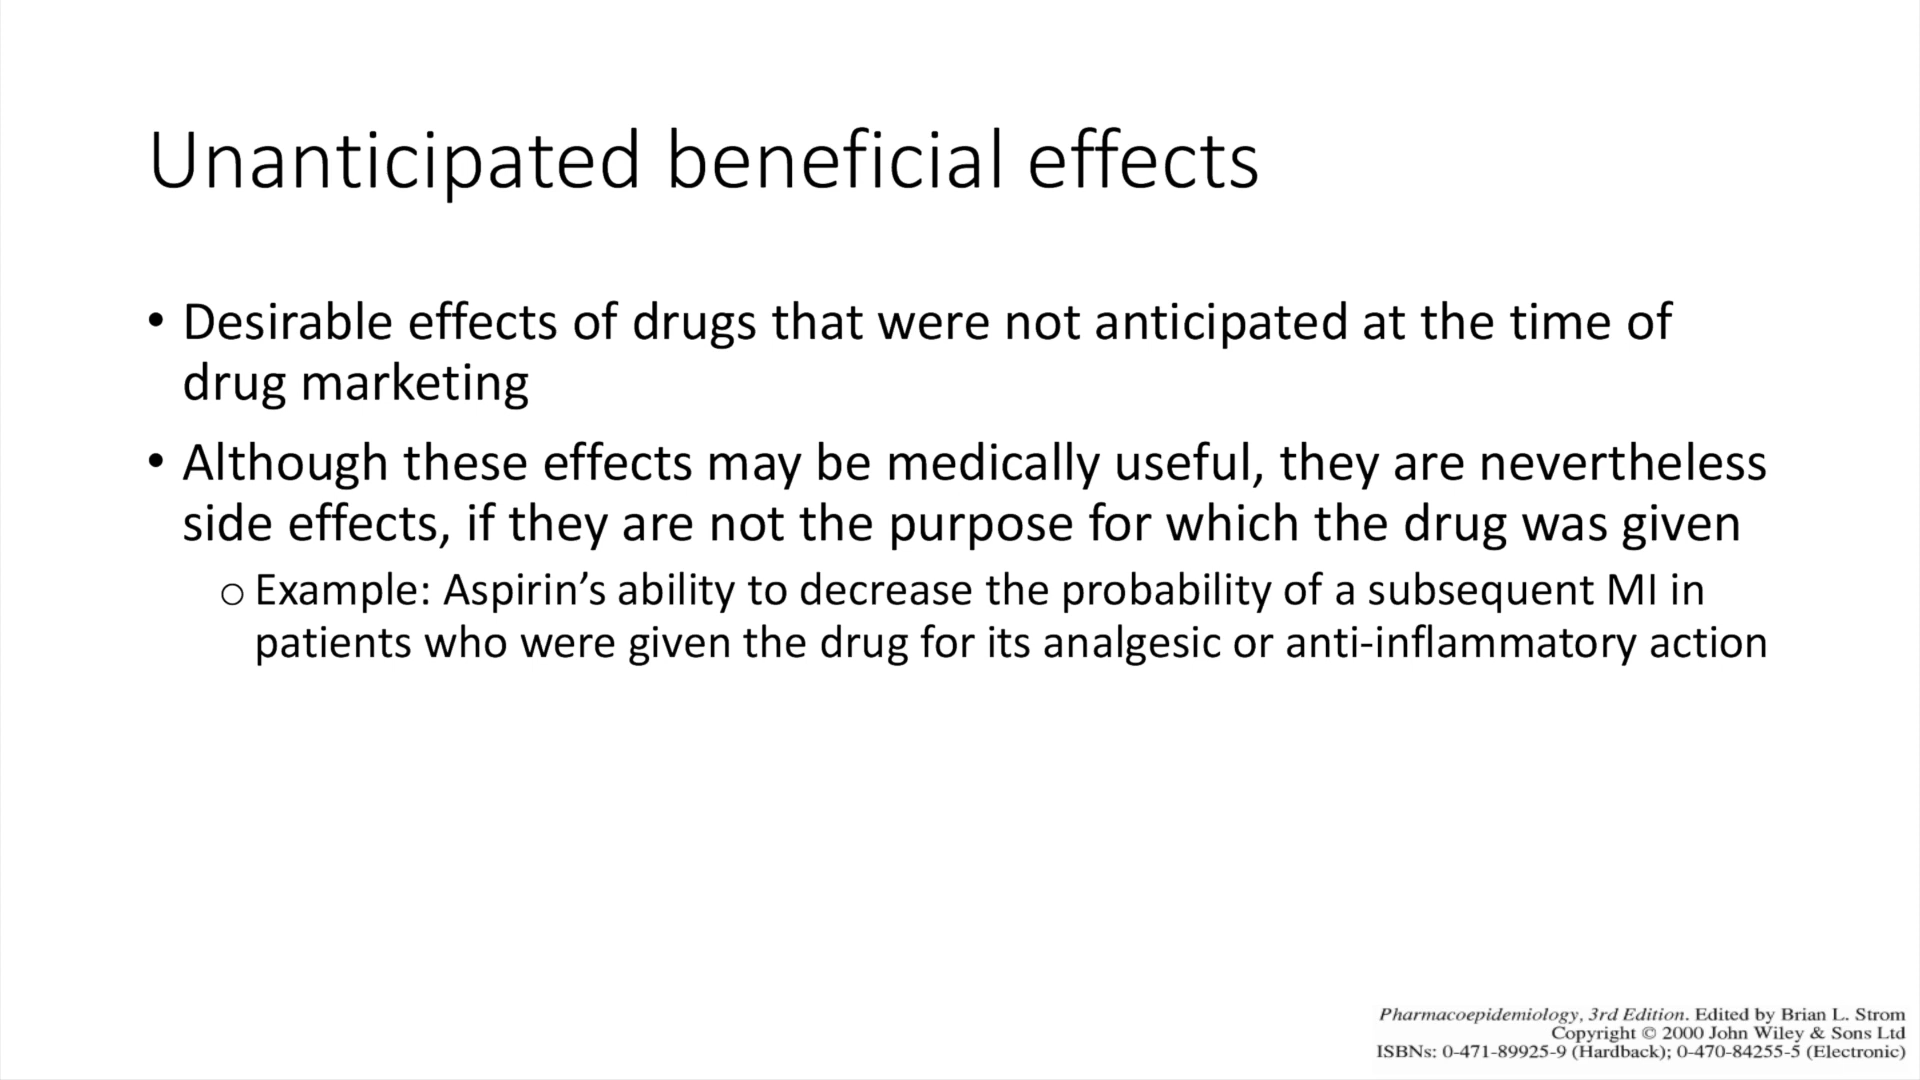 Unanticipated beneficial effects
• Desirable effects of drugs that were not anticipated at the time of
drug marketing
• Although these effects may be medically useful, they are nevertheless
side effects, if they are not the purpose for which the drug was given
○ Example: Aspirin’s ability to decrease the probability of a subsequent MI in
patients who were given the drug for its analgesic or anti-inflammatory action
Pharmacoepidemiology, 3rd Edition. Edited by Brian L. Strom
Copyright © 2000 John Wiley & Sons Ltd
ISBNs: 0-471-89925-9 (Hardback); 0-470-84255-5 (Electronic)